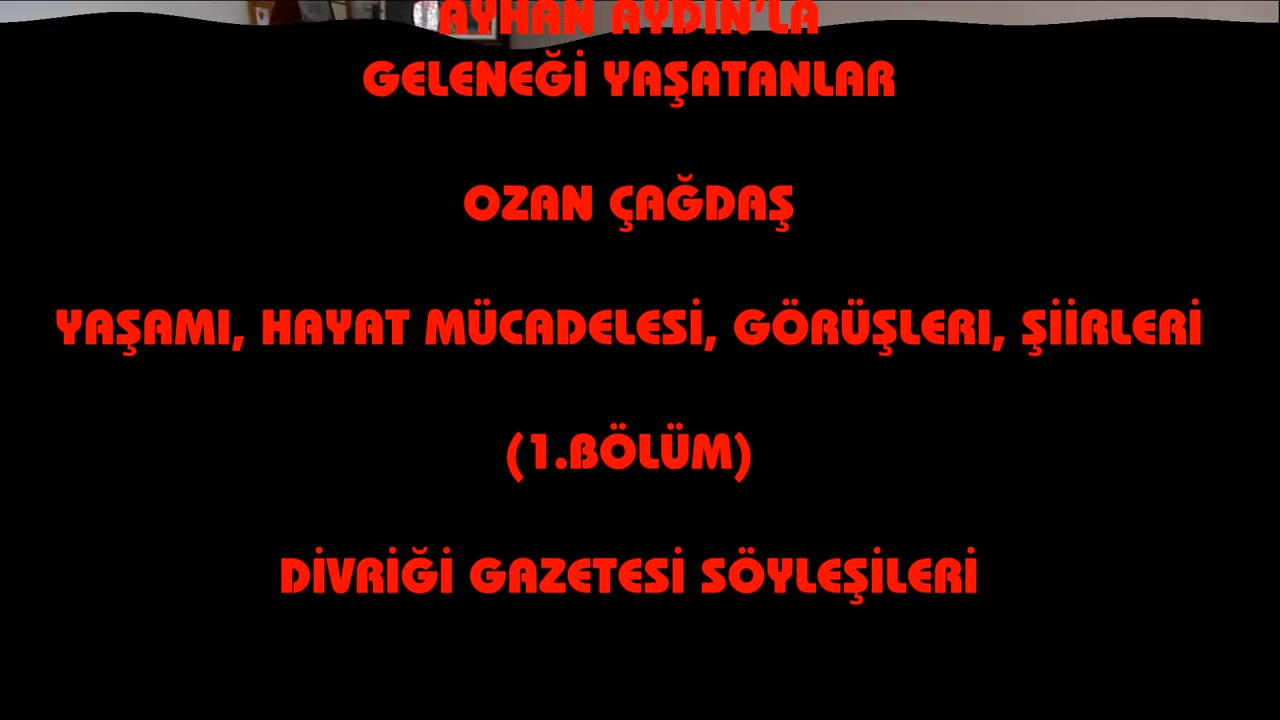 AYHAN AYDIN'LA
GELENEĞİ YAŞATANLAR
OZAN ÇAĞDAŞ
YAŞAMI, HAYAT MÜCADELESİ, GÖRÜŞLERI, ŞİİRLERİ
(1.BÖLÜM)
DİVRİĞİ GAZETESİ SÖYLEŞİLERİ